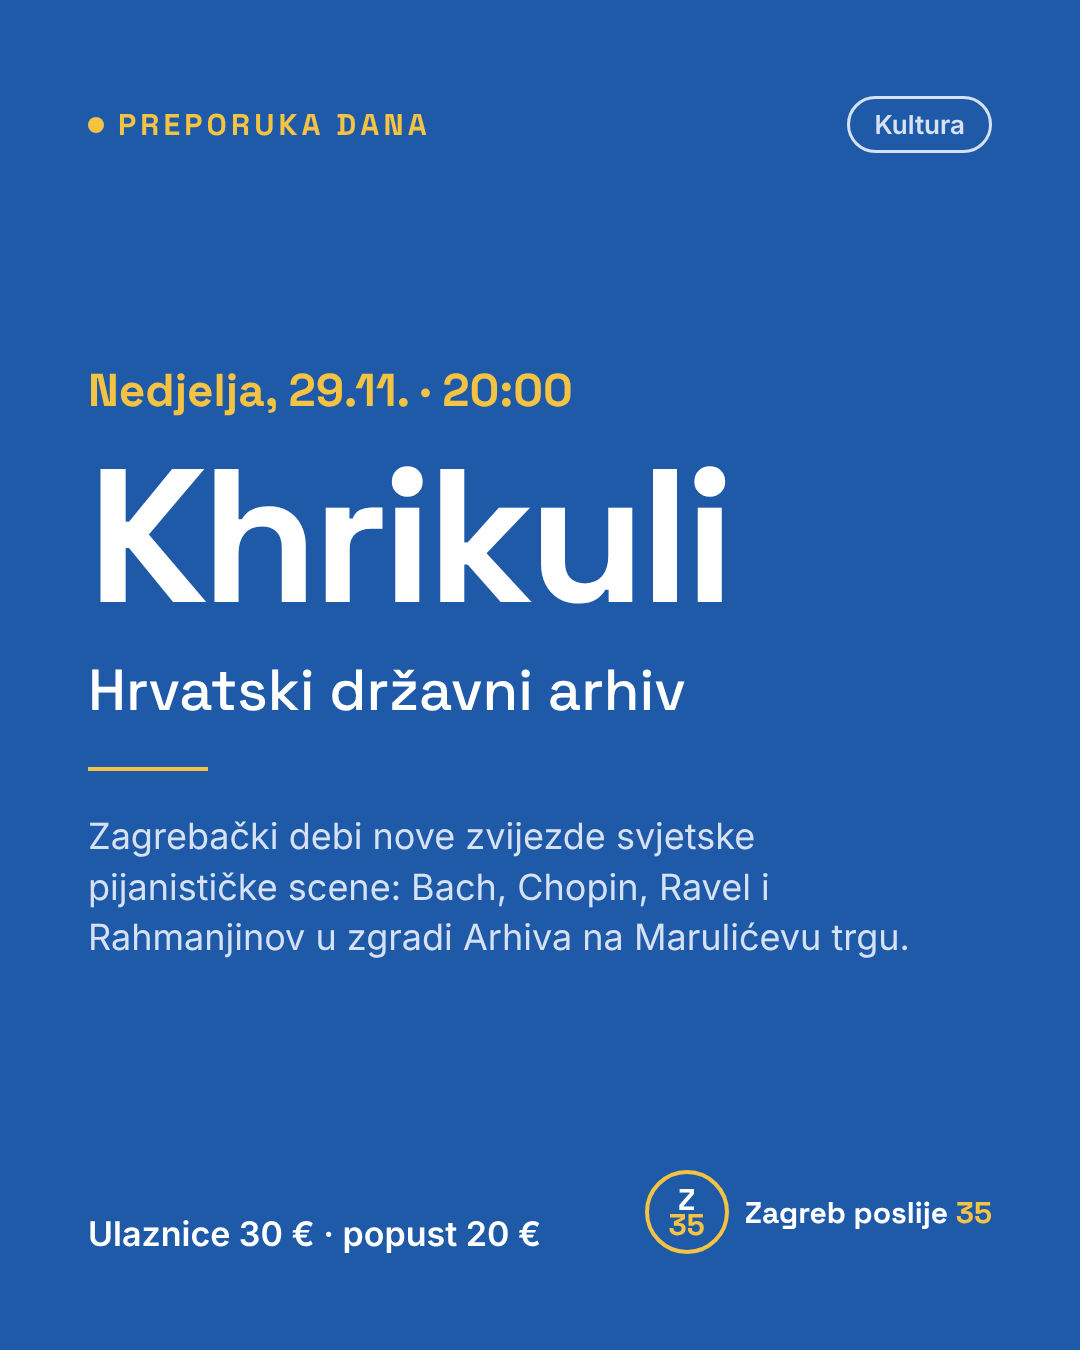 PREPORUKA DANA
Kultura
Nedjelja, 29.11. · 20:00
Khrikuli
Hrvatski državni arhiv
Zagrebački debi nove zvijezde svjetske
pijanističke scene: Bach, Chopin, Ravel i
Rahmanjinov u zgradi Arhiva na Marulićevu trgu.
Ulaznice 30 € · popust 20 €
Z
35
Zagreb poslije 35